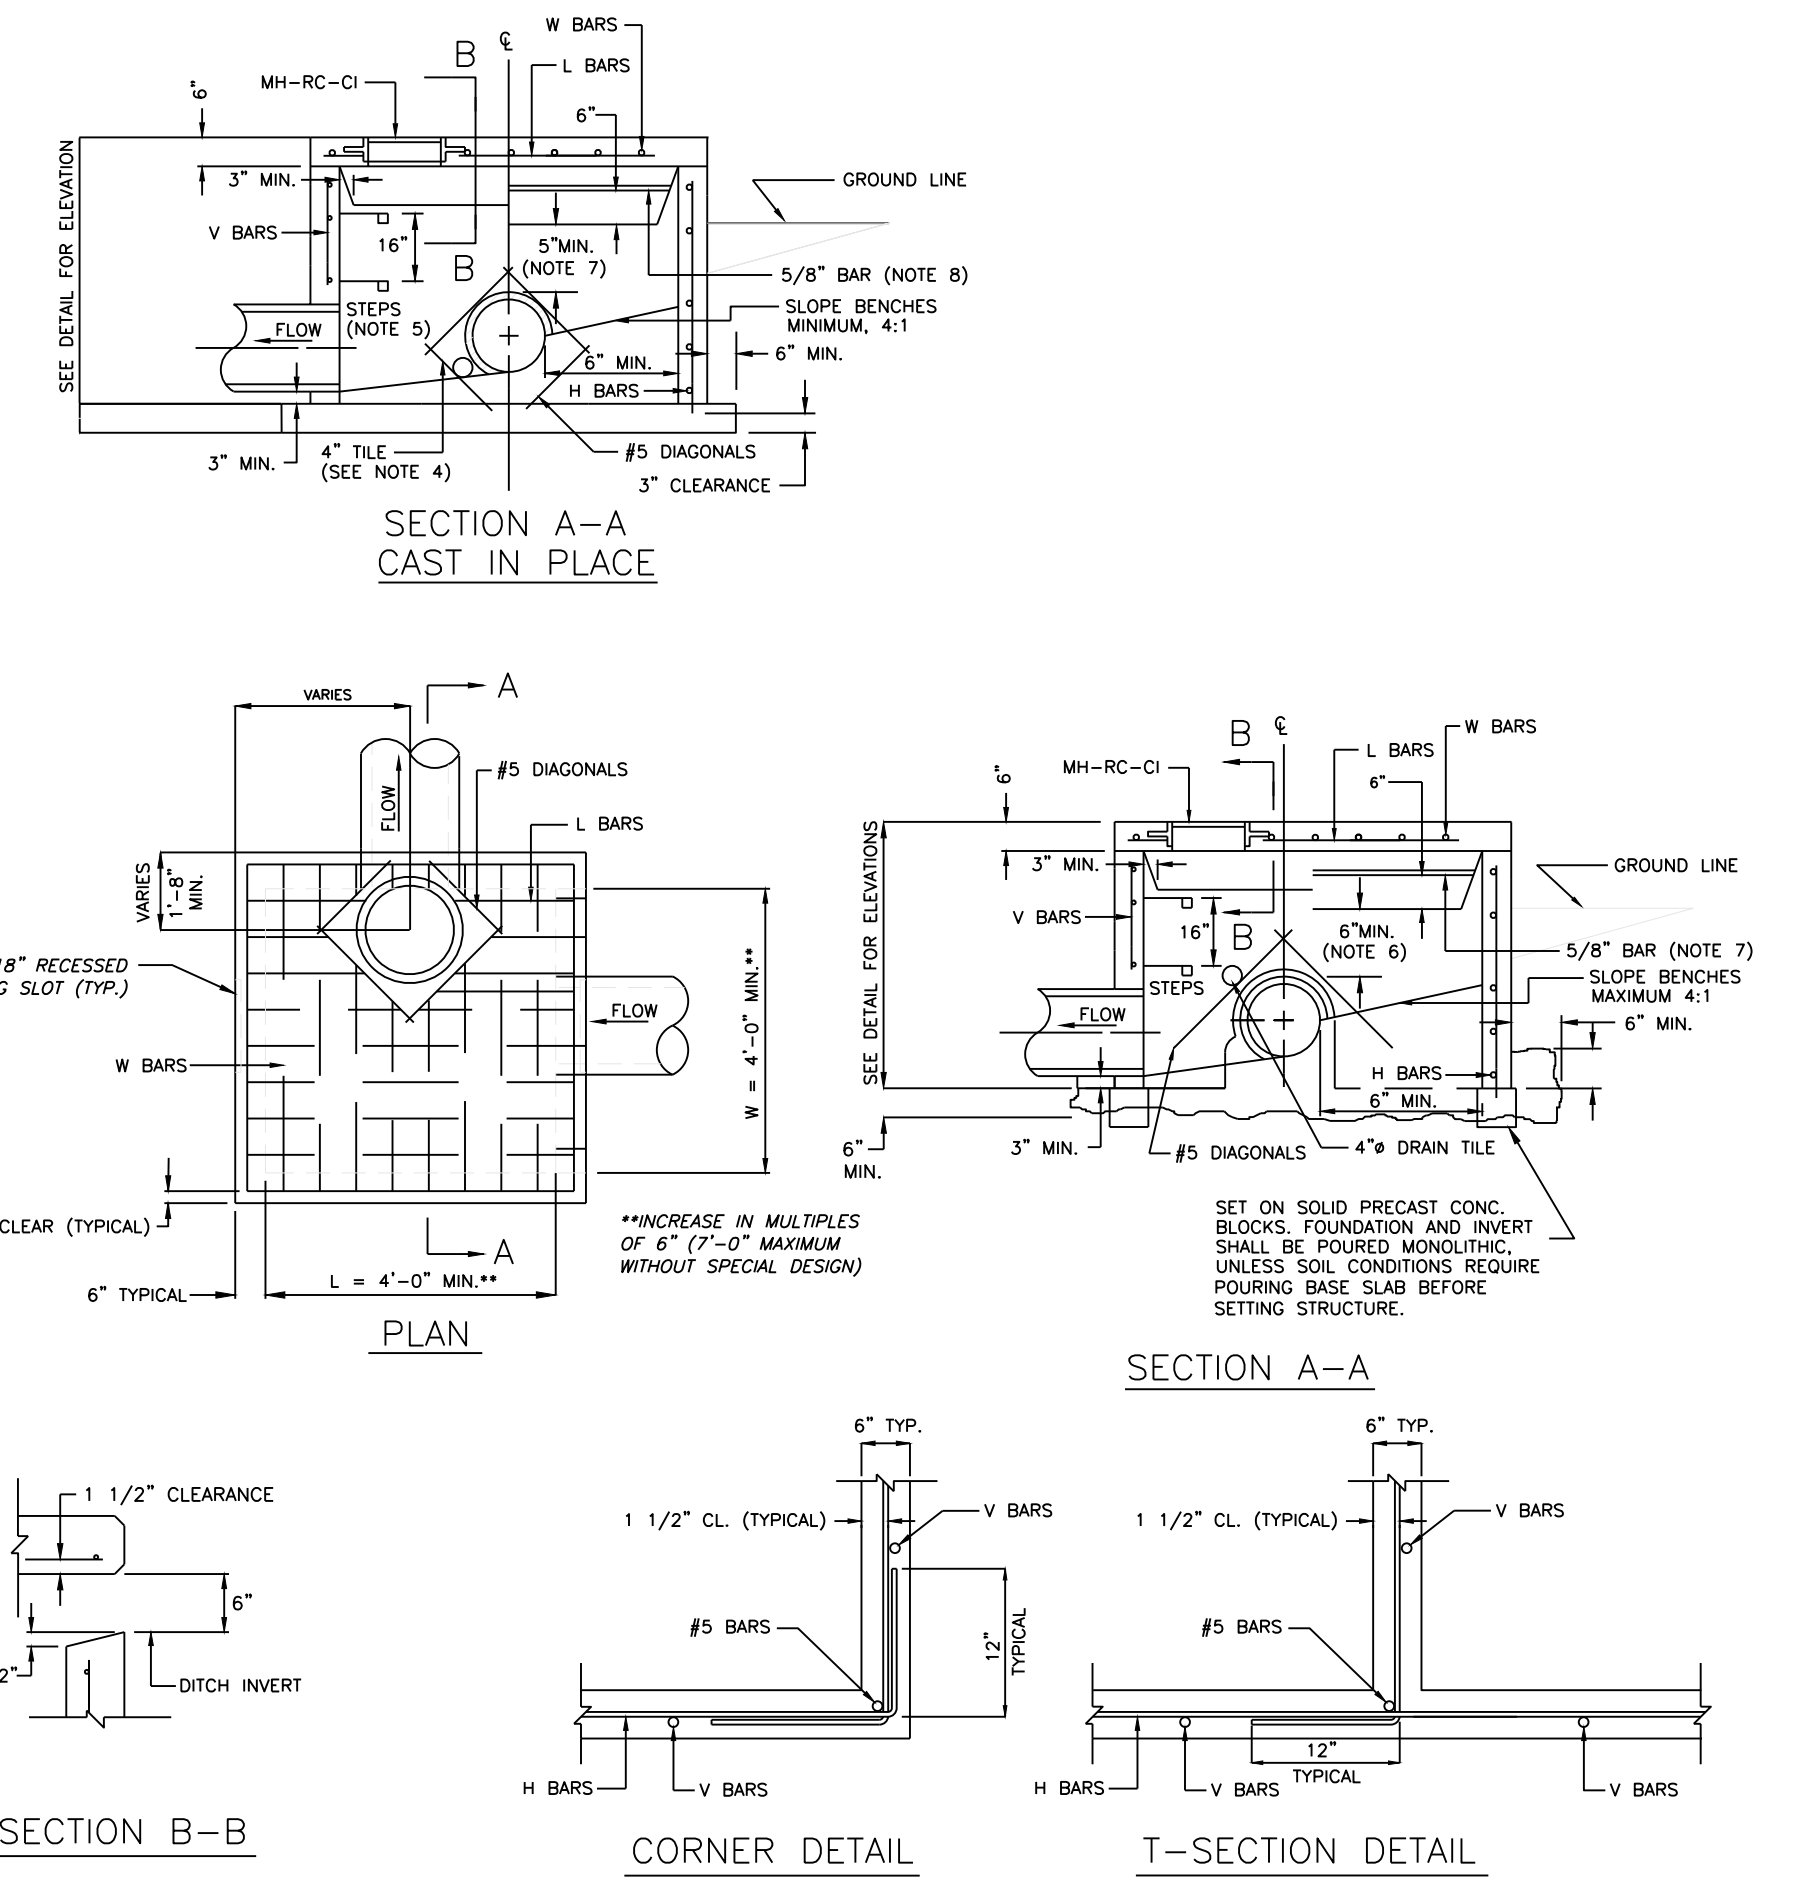 W BARS
B
℄
L BARS
MH-RC-CI
6"
6"
SEE DETAIL FOR ELEVATION
3" MIN.
GROUND LINE
V BARS
16"
5"MIN.
(NOTE 7)
B
5/8" BAR (NOTE 8)
STEPS
(NOTE 5)
FLOW
SLOPE BENCHES
MINIMUM, 4:1
6" MIN.
6" MIN.
H BARS
3" MIN.
4" TILE
(SEE NOTE 4)
#5 DIAGONALS
3" CLEARANCE
SECTION A-A
CAST IN PLACE
VARIES
A
FLOW
#5 DIAGONALS
L BARS
VARIES
1'-8"
MIN.
18" RECESSED
G SLOT (TYP.)
FLOW
W BARS
W = 4'-0" MIN.**
CLEAR (TYPICAL)
A
**INCREASE IN MULTIPLES
OF 6" (7'-0" MAXIMUM
WITHOUT SPECIAL DESIGN)
6" TYPICAL
L = 4'-0" MIN.**
PLAN
B
℄
W BARS
L BARS
MH-RC-CI
6"
6"
SEE DETAIL FOR ELEVATIONS
3" MIN.
GROUND LINE
V BARS
16"
B
6"MIN.
(NOTE 6)
5/8" BAR (NOTE 7)
STEPS
SLOPE BENCHES
MAXIMUM 4:1
FLOW
6" MIN.
H BARS
6" MIN.
6"
MIN.
3" MIN.
#5 DIAGONALS
4"ø DRAIN TILE
SET ON SOLID PRECAST CONC.
BLOCKS. FOUNDATION AND INVERT
SHALL BE POURED MONOLITHIC,
UNLESS SOIL CONDITIONS REQUIRE
POURING BASE SLAB BEFORE
SETTING STRUCTURE.
SECTION A-A
1 1/2" CLEARANCE
6"
2"
DITCH INVERT
SECTION B-B
6" TYP.
1 1/2" CL. (TYPICAL)
V BARS
#5 BARS
12"
TYPICAL
H BARS
V BARS
CORNER DETAIL
6" TYP.
1 1/2" CL. (TYPICAL)
V BARS
#5 BARS
12"
TYPICAL
H BARS
V BARS
V BARS
T-SECTION DETAIL